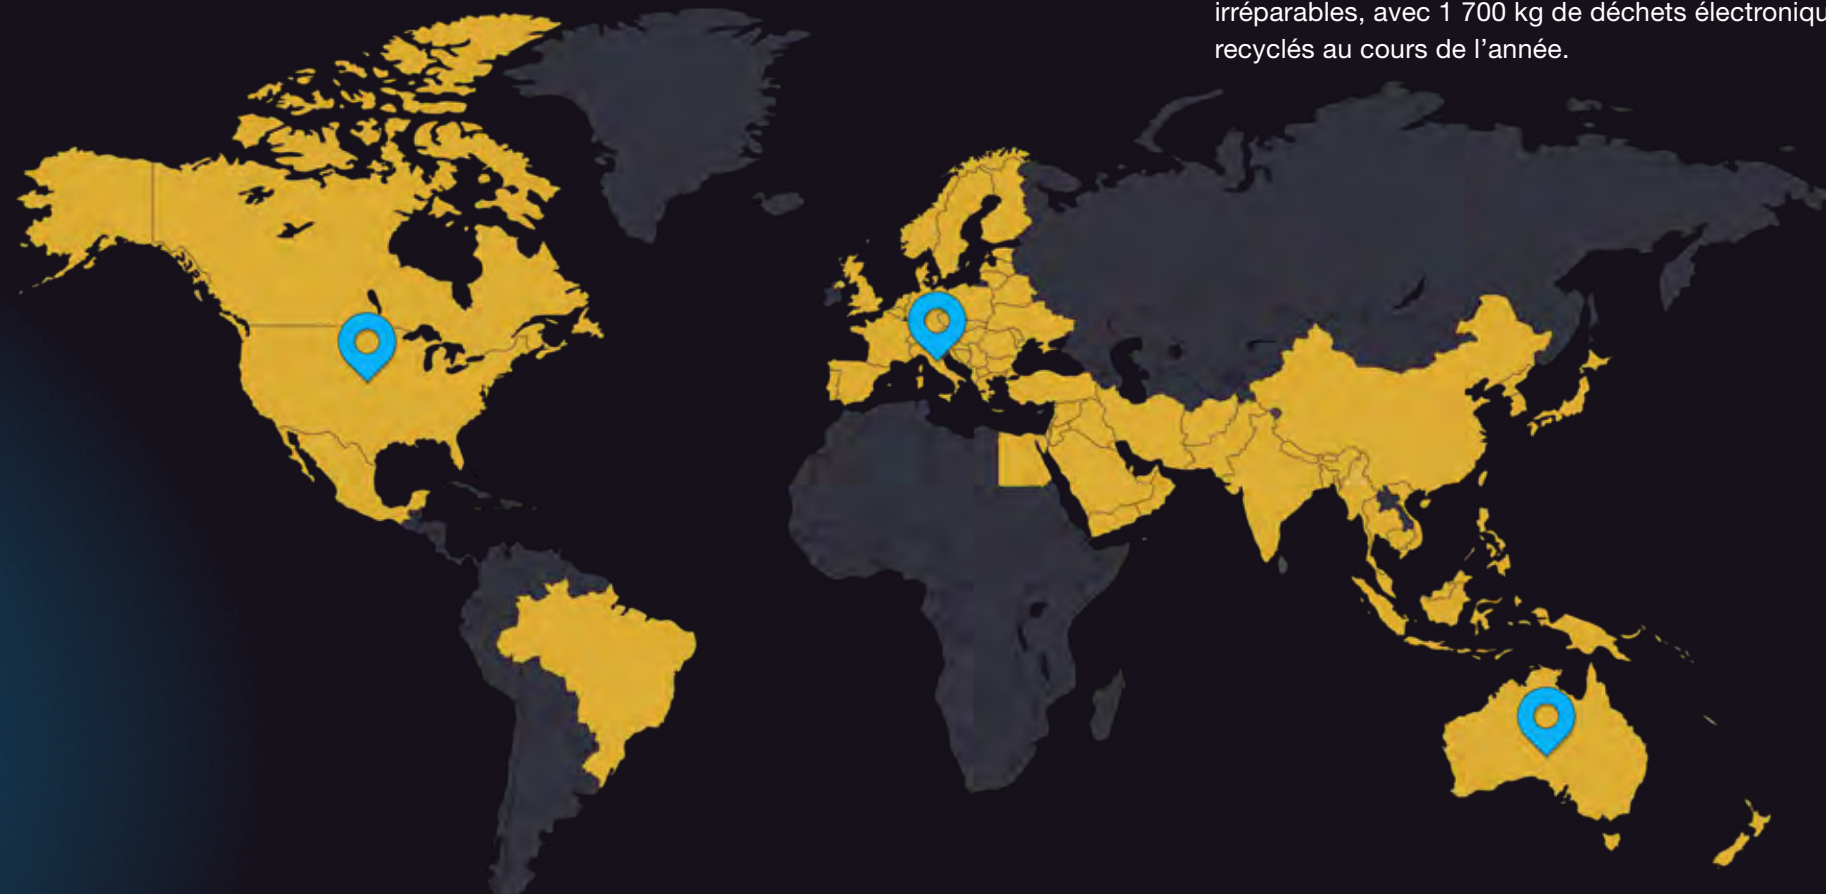 irréparables, avec 1 700 kg de déchets électroniqu
recyclés au cours de l’année.